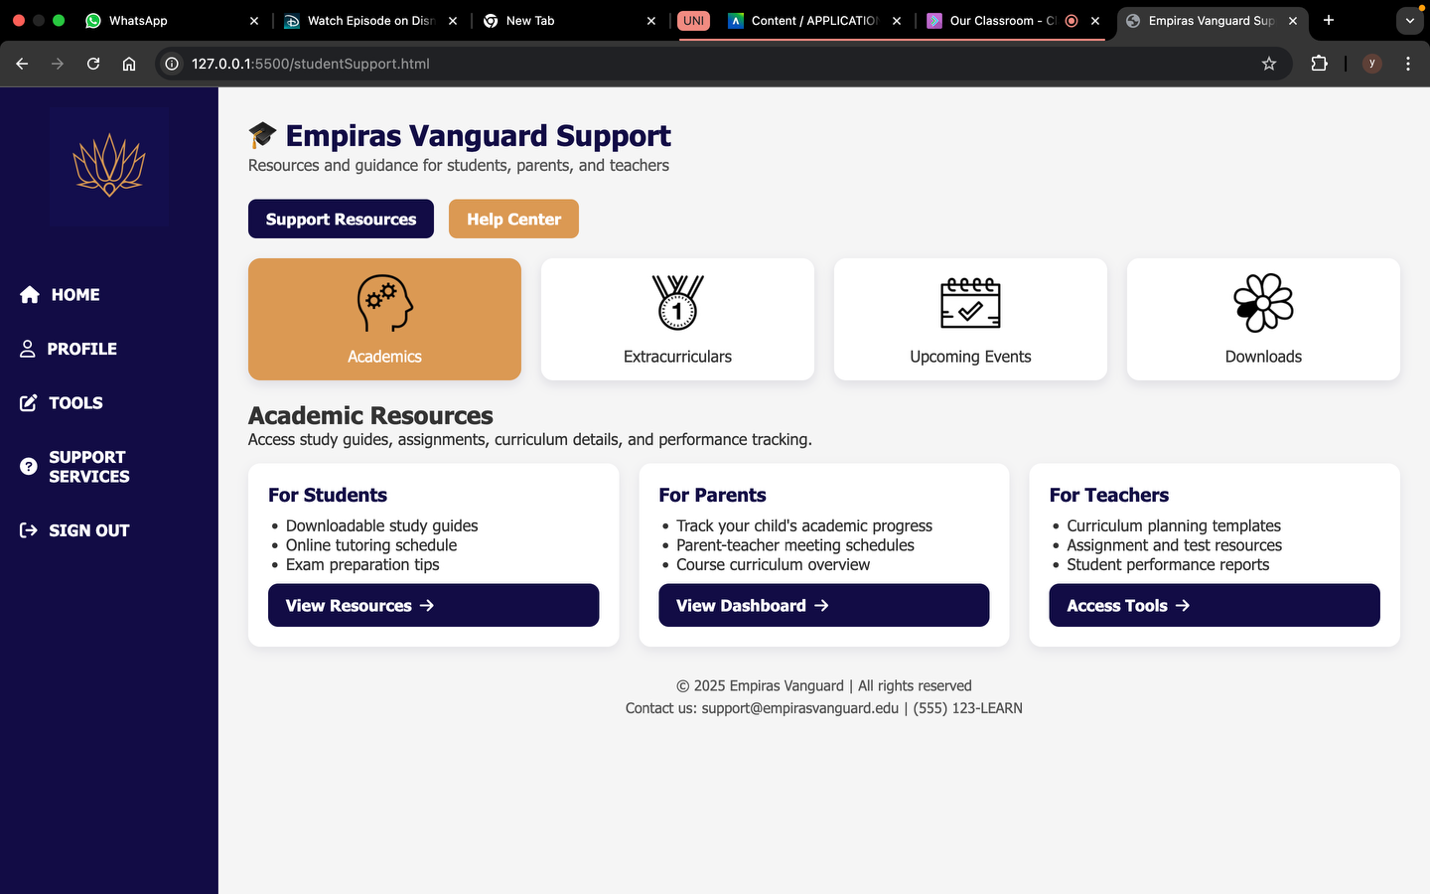 WhatsApp
Watch Episode on Disn
New Tab
UNI
Content / APPLICATION
Our Classroom - Cl
Empiras Vanguard Sup
127.0.0.1:5500/studentSupport.html
y
🎓 Empiras Vanguard Support
Resources and guidance for students, parents, and teachers
Support Resources
Help Center
HOME
PROFILE
TOOLS
SUPPORT
SERVICES
SIGN OUT
Academics
1
Extracurriculars
Upcoming Events
Downloads
Academic Resources
Access study guides, assignments, curriculum details, and performance tracking.
For Students
• Downloadable study guides
• Online tutoring schedule
• Exam preparation tips
View Resources →
For Parents
• Track your child's academic progress
• Parent-teacher meeting schedules
• Course curriculum overview
View Dashboard →
For Teachers
• Curriculum planning templates
• Assignment and test resources
• Student performance reports
Access Tools →
© 2025 Empiras Vanguard | All rights reserved
Contact us: support@empirasvanguard.edu | (555) 123-LEARN